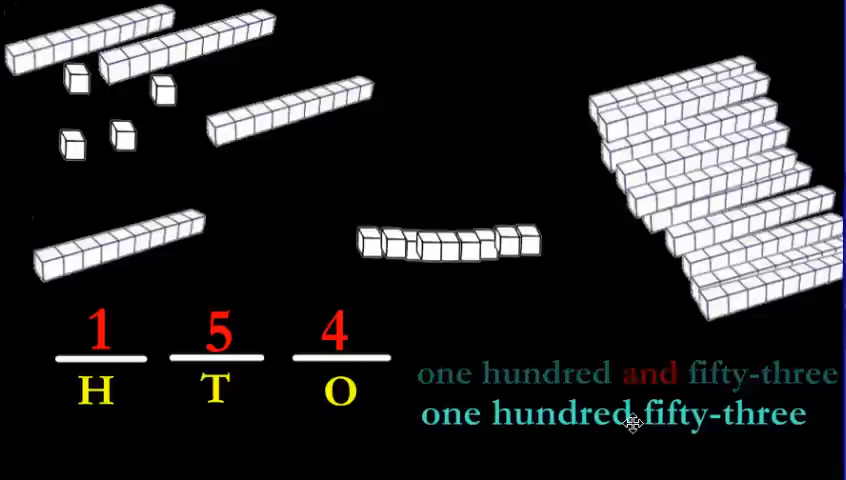 1 5 4
H T O
one hundred and fifty-three
one hundred fifty-three